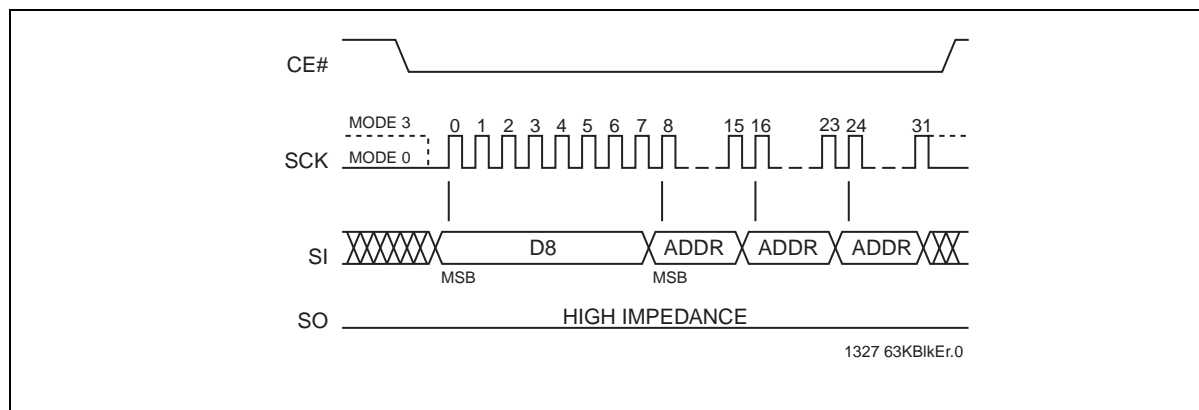 CE#
MODE 3
0 1 2 3 4 5 6 7 8 15 16 23 24 31
SCK
MODE 0
SI
D8
ADDR
ADDR
ADDR
MSB
MSB
SO
HIGH IMPEDANCE
1327 63KBlkEr.0